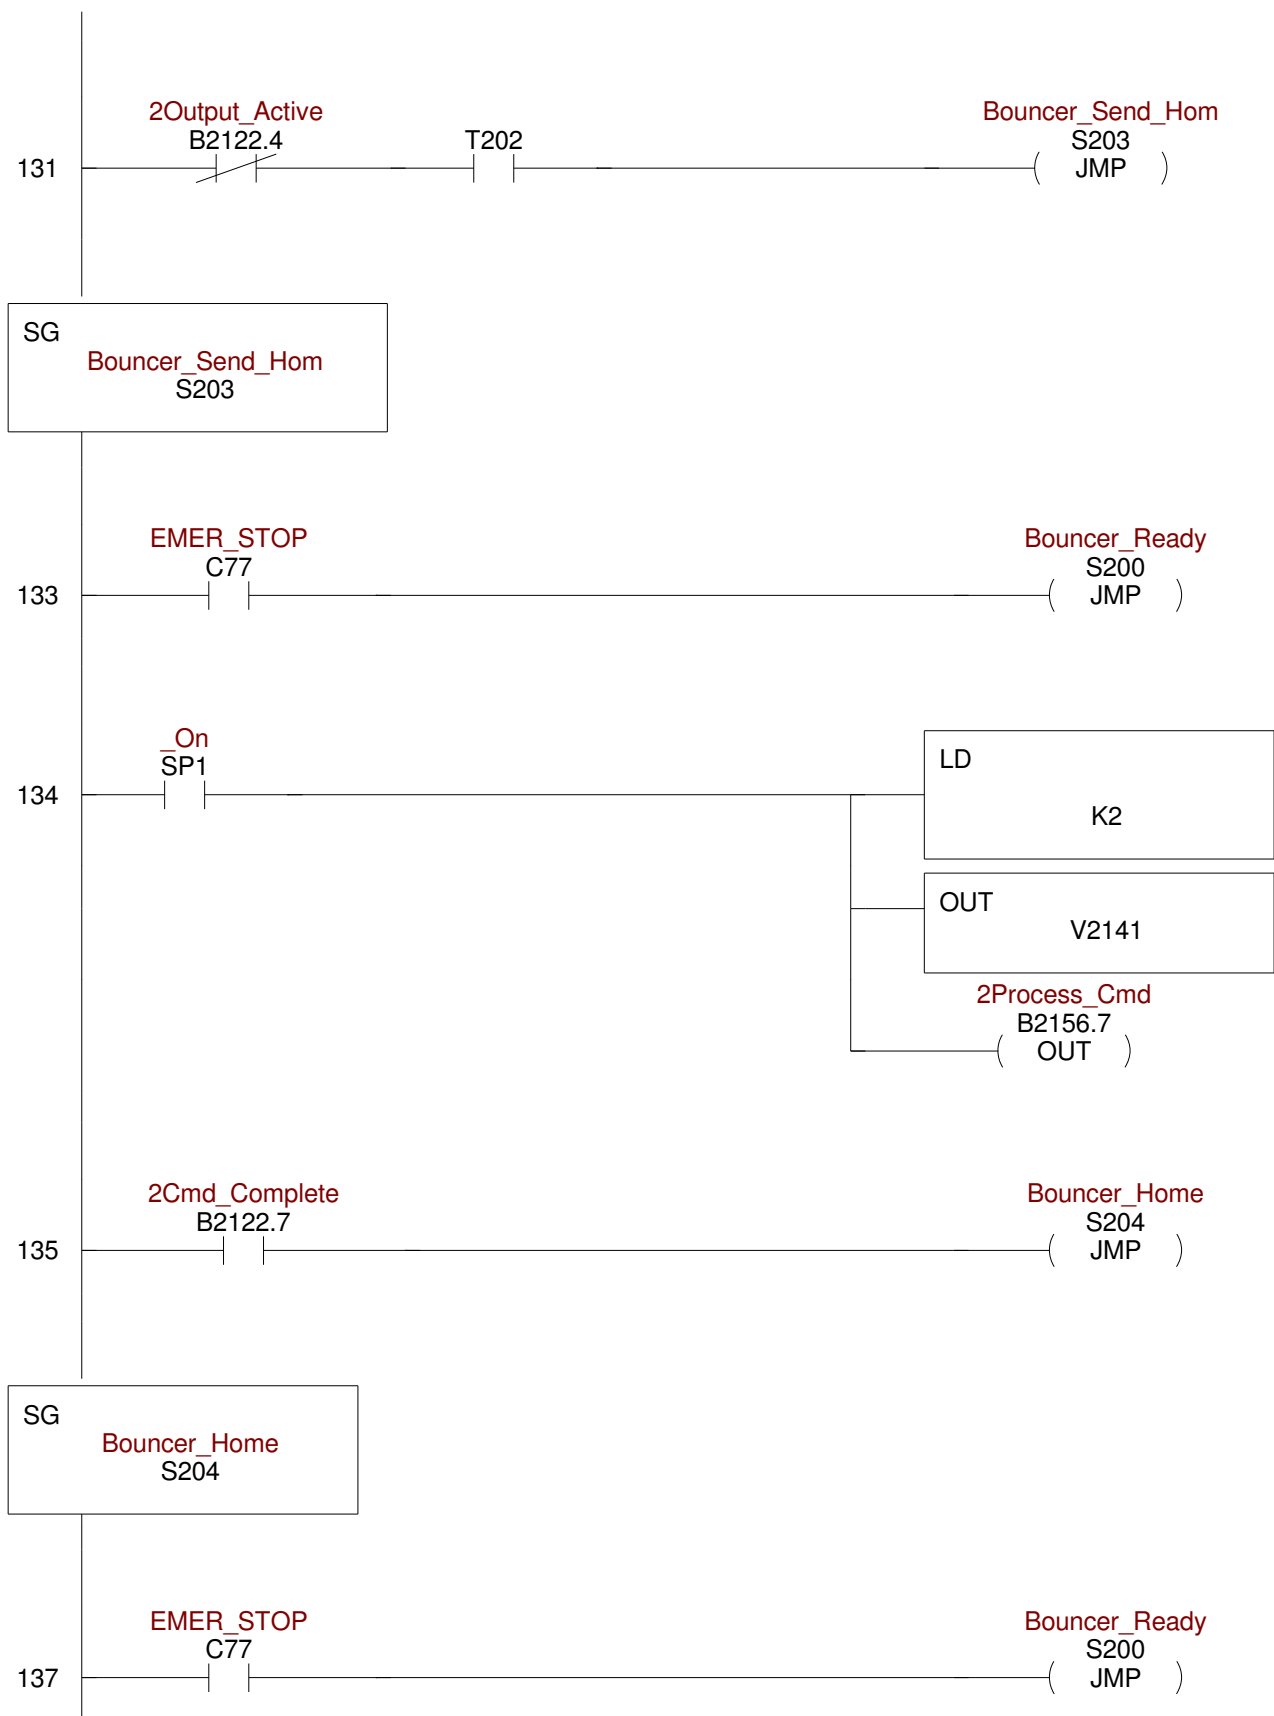 2Output_Active
B2122.4
T202
Bouncer_Send_Hom
S203
131
JMP
SG
Bouncer_Send_Hom
S203
EMER_STOP
C77
Bouncer_Ready
S200
133
JMP
_On
SP1
134
LD
K2
OUT
V2141
2Process_Cmd
B2156.7
OUT
2Cmd_Complete
B2122.7
Bouncer_Home
S204
135
JMP
SG
Bouncer_Home
S204
EMER_STOP
C77
Bouncer_Ready
S200
137
JMP